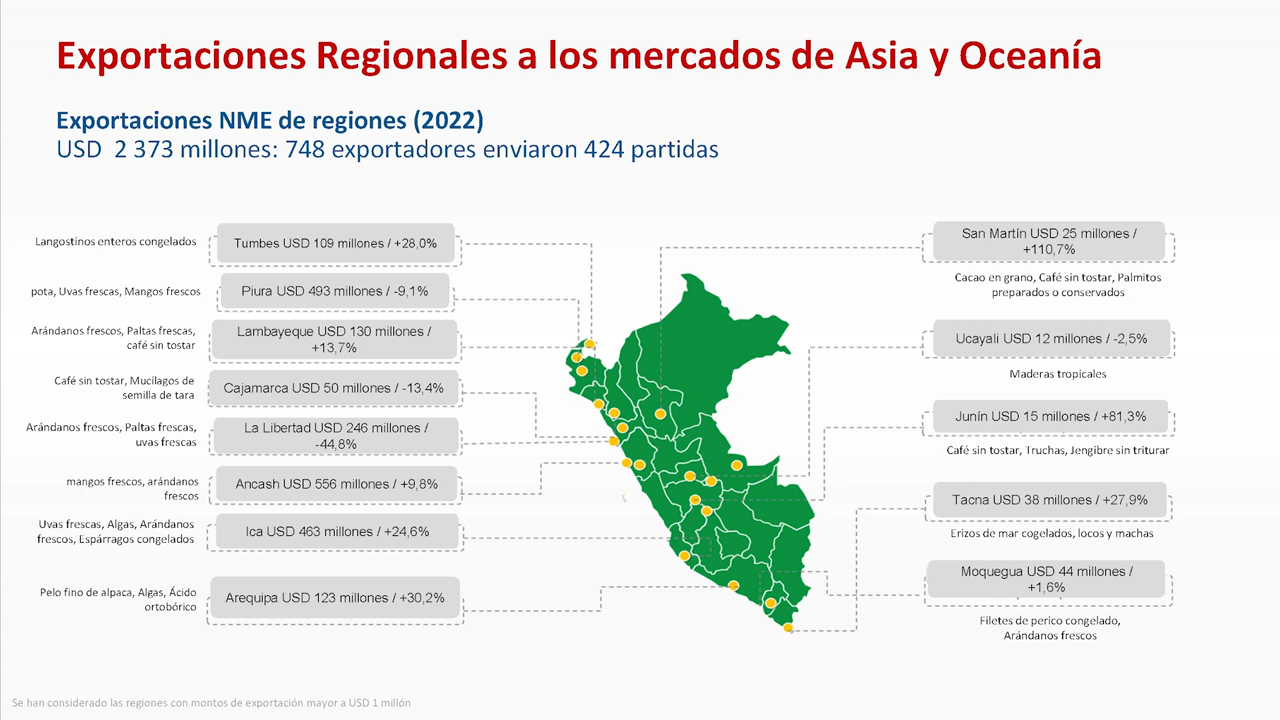 Exportaciones Regionales a los mercados de Asia y Oceanía
Exportaciones NME de regiones (2022)
USD 2 373 millones: 748 exportadores enviaron 424 partidas
Langostinos enteros congelados
Tumbes USD 109 millones / +28,0%
pota, Uvas frescas, Mangos frescos
Piura USD 493 millones / -9,1%
Arándanos frescos, Paltas frescas,
café sin tostar
Lambayeque USD 130 millones /
+13,7%
Café sin tostar, Mucílagos de
semilla de tara
Cajamarca USD 50 millones / -13,4%
Arándanos frescos, Paltas frescas,
uvas frescas
La Libertad USD 246 millones /
-44,8%
mangos frescos, arándanos
frescos
Ancash USD 556 millones / +9,8%
Uvas frescas, Algas, Arándanos
frescos, Espárragos congelados
Ica USD 463 millones / +24,6%
Pelo fino de alpaca, Algas, Ácido
ortobórico
Arequipa USD 123 millones / +30,2%
San Martín USD 25 millones /
+110,7%
Cacao en grano, Café sin tostar, Palmitos
preparados o conservados
Ucayali USD 12 millones / -2,5%
Maderas tropicales
Junín USD 15 millones / +81,3%
Café sin tostar, Truchas, Jengibre sin triturar
Tacna USD 38 millones / +27,9%
Erizos de mar cogelados, locos y machas
Moquegua USD 44 millones /
+1,6%
Filetes de perico congelado,
Arándanos frescos
Se han considerado las regiones con montos de exportación mayor a USD 1 millón